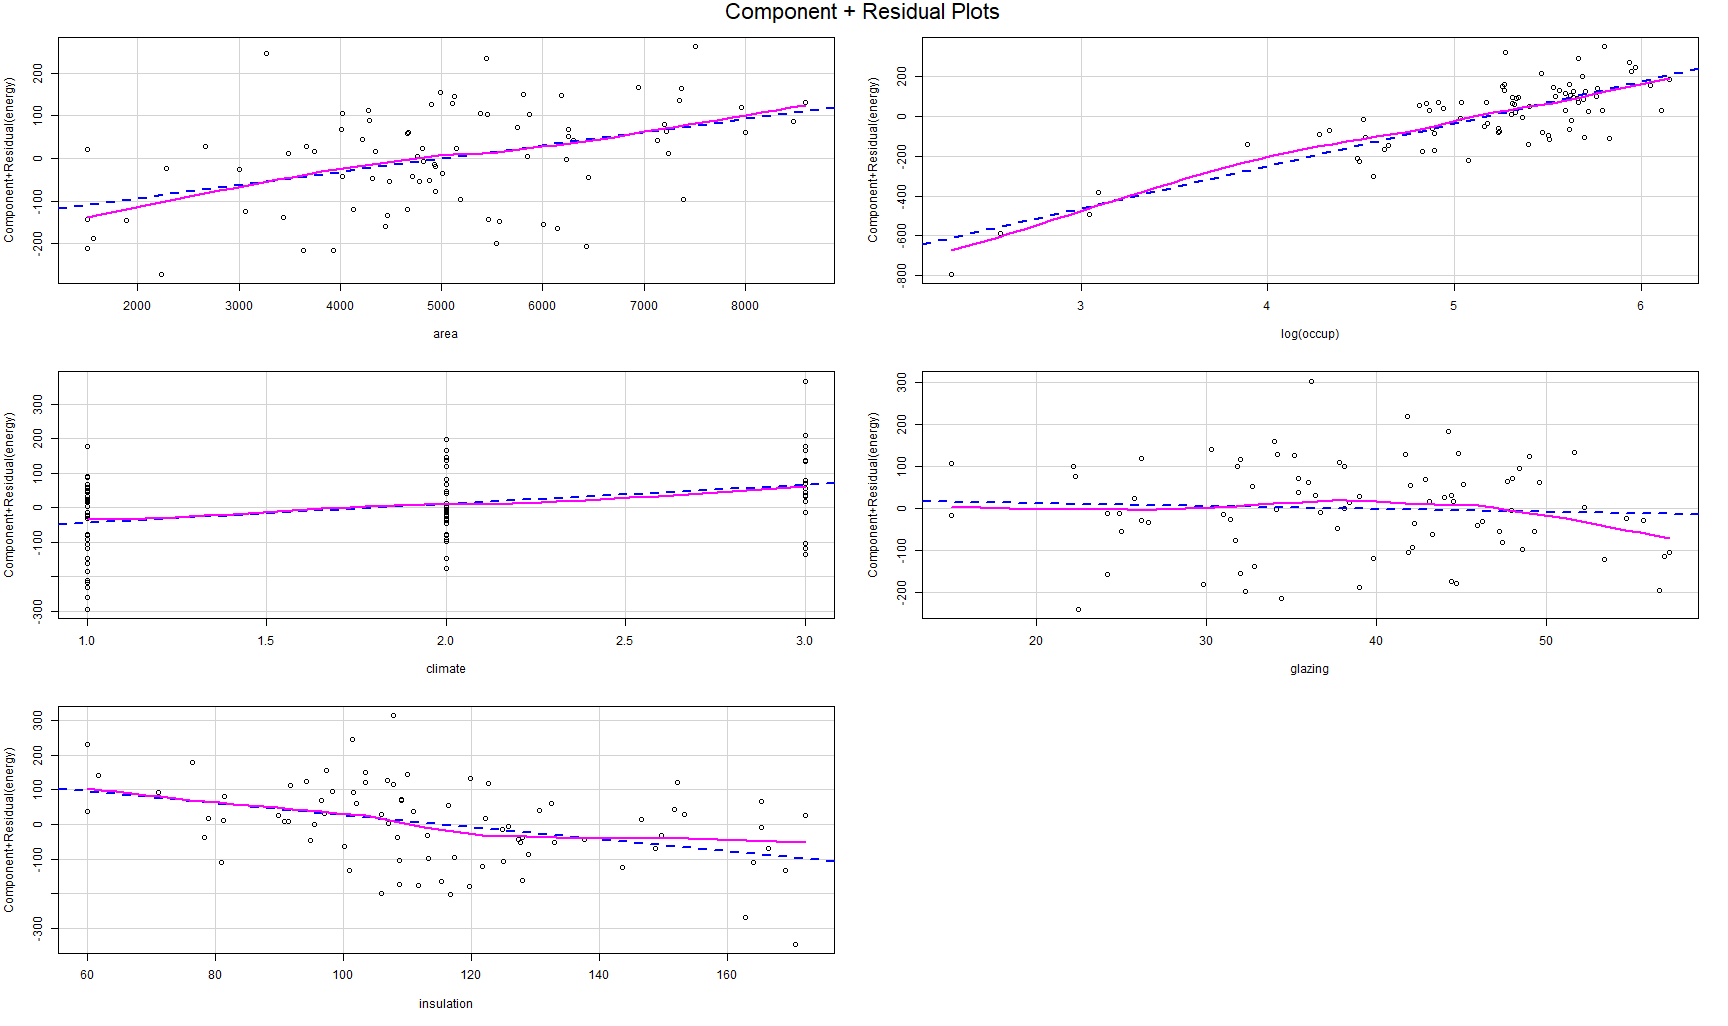 Component + Residual Plots
Component+Residual(energy)
200
100
0
-100
-200
2000 3000 4000 5000 6000 7000 8000
area
Component+Residual(energy)
200
0
-200
-400
-600
-800
3 4 5 6
log(occup)
Component+Residual(energy)
300
200
100
0
-100
-300
1.0 1.5 2.0 2.5 3.0
climate
Component+Residual(energy)
300
200
100
0
-100
-200
20 30 40 50
glazing
Component+Residual(energy)
300
200
100
0
-100
-300
60 80 100 120 140 160
insulation